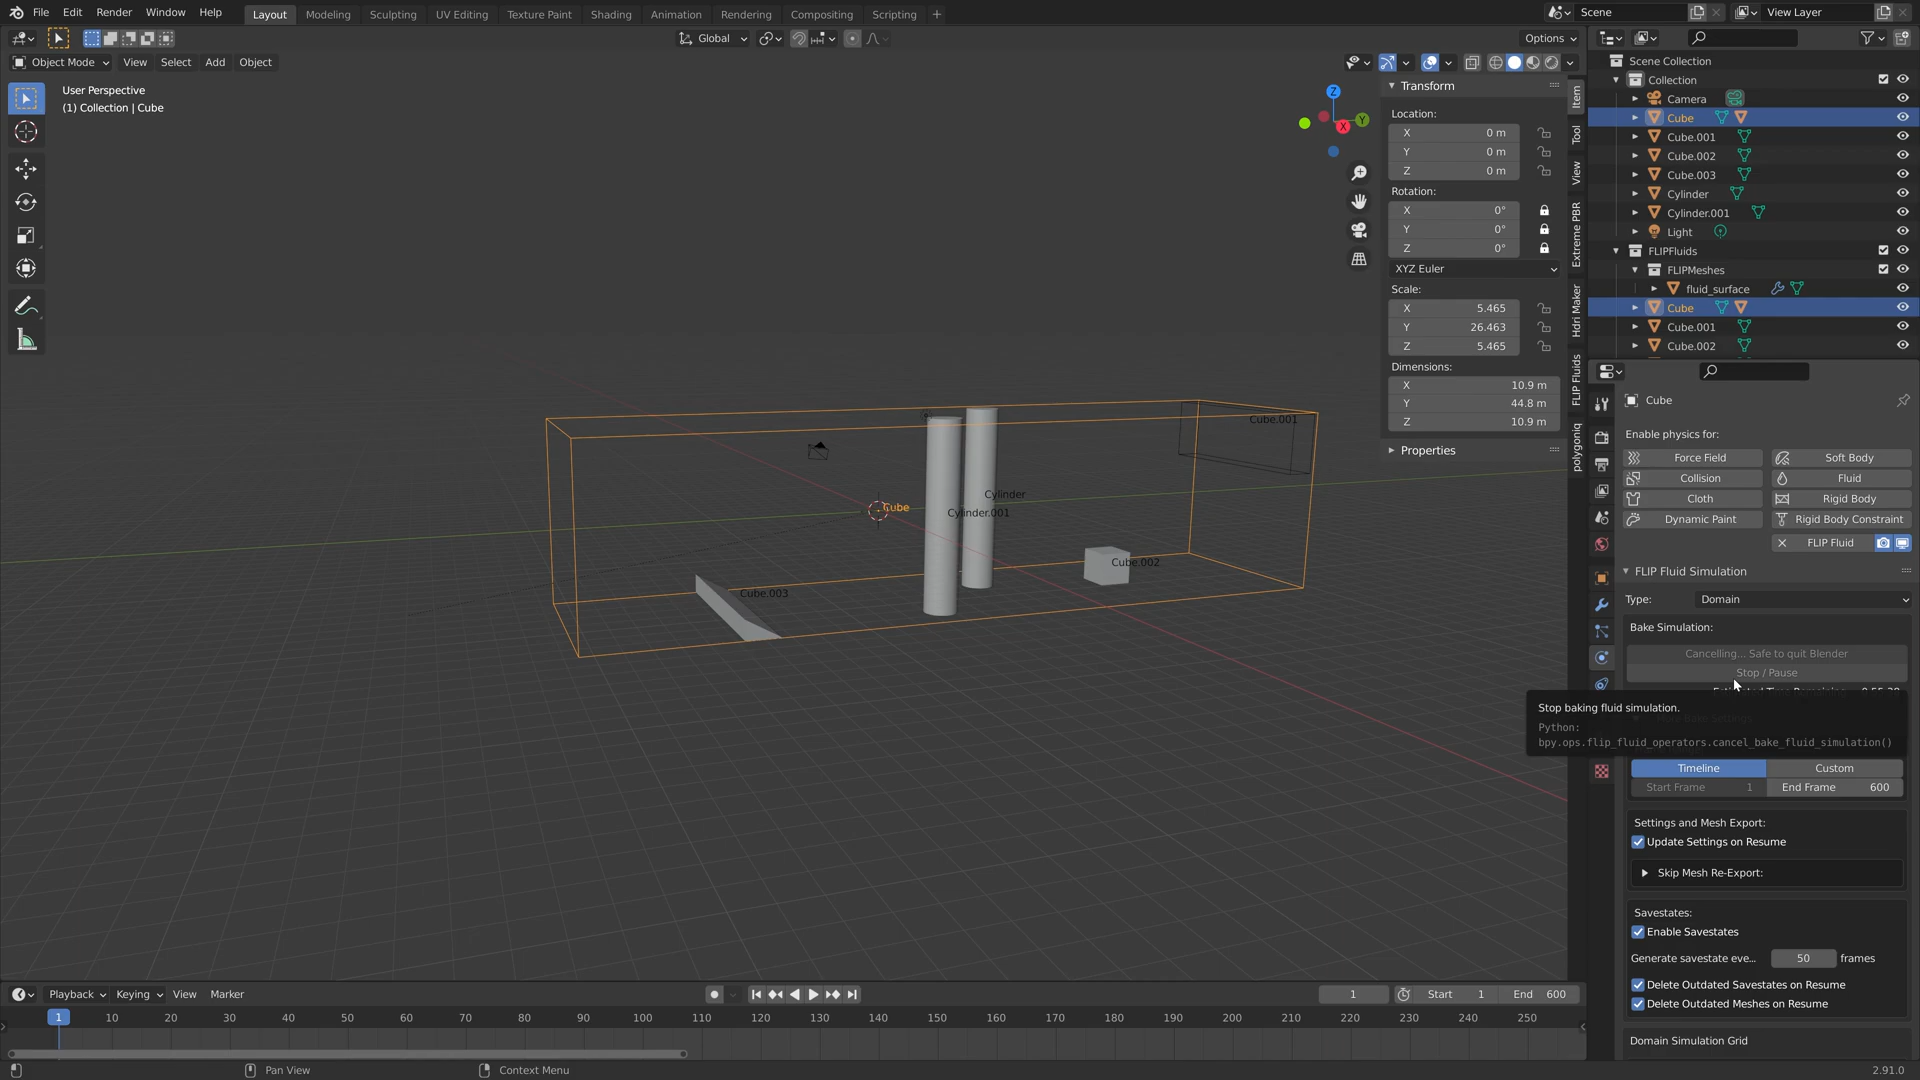 File Edit Render Window Help Layout Modeling Sculpting UV Editing Texture Paint Shading Animation Rendering Compositing Scripting + Scene View Layer
Global Options
Object Mode View Select Add Object
User Perspective
(1) Collection | Cube
Z
Y
X
Cube.001
Cylinder
Cube
Cylinder.001
Cube.002
Cube.003
Transform
Location:
X 0 m
Y 0 m
Z 0 m
Rotation:
X 0°
Y 0°
Z 0°
XYZ Euler
Scale:
X 5.465
Y 26.463
Z 5.465
Dimensions:
X 10.9 m
Y 44.8 m
Z 10.9 m
Properties
Item
Tool
View
Extreme PBR
Hdri Maker
FLIP Fluids
polygoniq
Scene Collection
Collection
Camera
Cube
Cube.001
Cube.002
Cube.003
Cylinder
Cylinder.001
Light
FLIPFluids
FLIPMeshes
fluid_surface
Cube
Cube.001
Cube.002
Cube
Enable physics for:
Force Field Soft Body
Collision Fluid
Cloth Rigid Body
Dynamic Paint Rigid Body Constraint
FLIP Fluid
FLIP Fluid Simulation
Type: Domain
Bake Simulation:
Cancelling... Safe to quit Blender
Stop / Pause
Stop baking fluid simulation.
Python:
bpy.ops.flip_fluid_operators.cancel_bake_fluid_simulation()
Timeline Custom
Start Frame 1 End Frame 600
Settings and Mesh Export:
Update Settings on Resume
Skip Mesh Re-Export:
Savestates:
Enable Savestates
Generate savestate eve... 50 frames
Delete Outdated Savestates on Resume
Delete Outdated Meshes on Resume
Domain Simulation Grid
Playback Keying View Marker 1 Start 1 End 600
1 10 20 30 40 50 60 70 80 90 100 110 120 130 140 150 160 170 180 190 200 210 220 230 240 250
Pan View Context Menu 2.91.0